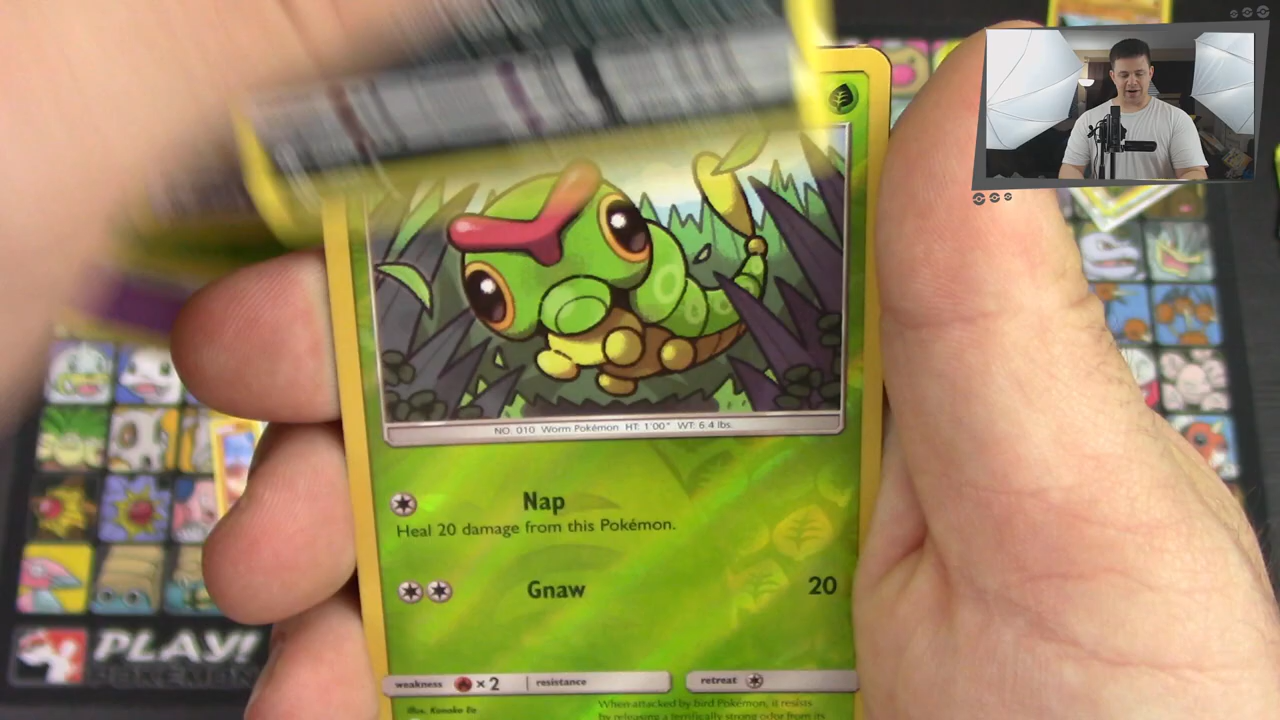 NO. 010 Worm Pokémon HT: 1'00" WT: 6.4 lbs.
Nap
Heal 20 damage from this Pokémon.
Gnaw 20
weakness ×2 resistance
retreat
illus.
When attacked by bird Pokémon, it resists
by releasing a terrifically strong odor from its
PLAY!
POKÉMON